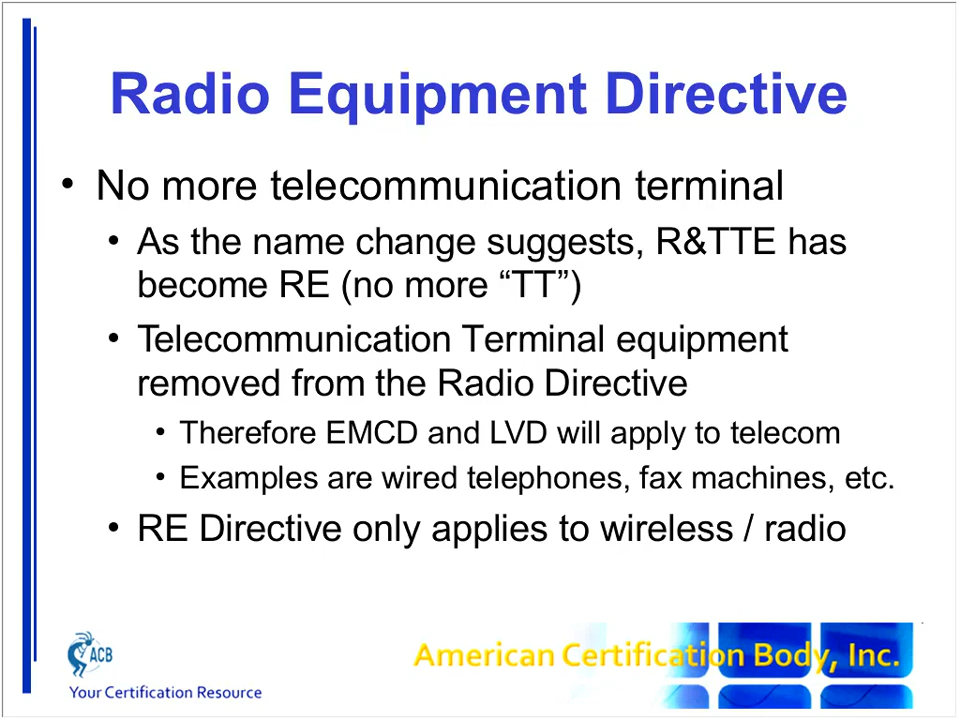 Radio Equipment Directive
• No more telecommunication terminal
• As the name change suggests, R&TTE has
become RE (no more “TT”)
• Telecommunication Terminal equipment
removed from the Radio Directive
• Therefore EMCD and LVD will apply to telecom
• Examples are wired telephones, fax machines, etc.
• RE Directive only applies to wireless / radio
ACB
American Certification Body, Inc.
Your Certification Resource